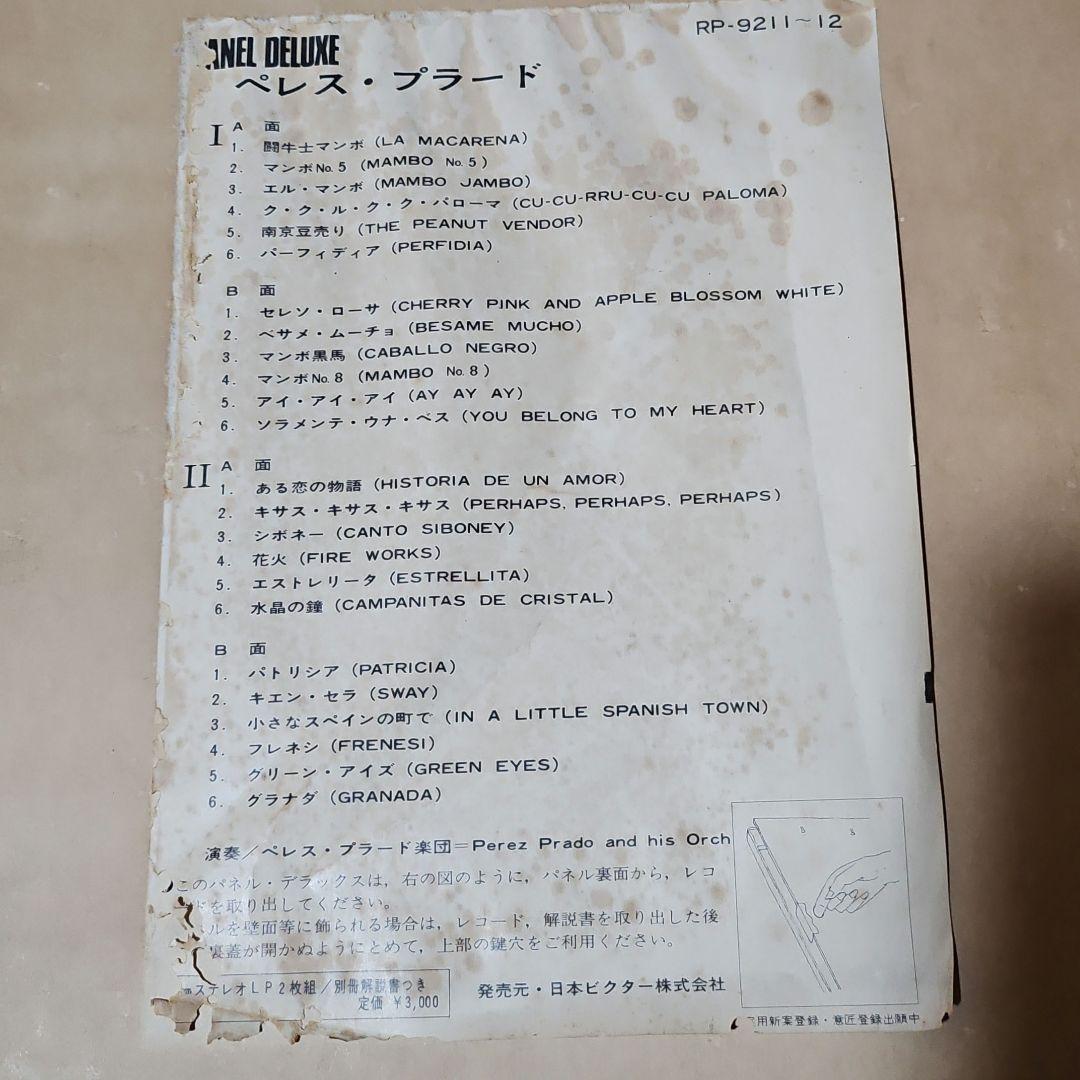 ANEL DELUXE
RP-9211～12
ペレス・プラード
I A 面
1. 闘牛士マンボ (LA MACARENA)
2. マンボNo.5 (MAMBO No.5)
3. エル・マンボ (MAMBO JAMBO)
4. ク・ク・ル・ク・ク・パローマ (CU-CU-RRU-CU-CU PALOMA)
5. 南京豆売り (THE PEANUT VENDOR)
6. パーフィディア (PERFIDIA)
B 面
1. セレソ・ローサ (CHERRY PINK AND APPLE BLOSSOM WHITE)
2. ベサメ・ムーチョ (BESAME MUCHO)
3. マンボ黒馬 (CABALLO NEGRO)
4. マンボNo.8 (MAMBO No.8)
5. アイ・アイ・アイ (AY AY AY)
6. ソラメンテ・ウナ・ベス (YOU BELONG TO MY HEART)
II A 面
1. ある恋の物語 (HISTORIA DE UN AMOR)
2. キサス・キサス・キサス (PERHAPS, PERHAPS, PERHAPS)
3. シボネー (CANTO SIBONEY)
4. 花火 (FIRE WORKS)
5. エストレリータ (ESTRELLITA)
6. 水晶の鐘 (CAMPANITAS DE CRISTAL)
B 面
1. パトリシア (PATRICIA)
2. キエン・セラ (SWAY)
3. 小さなスペインの町で (IN A LITTLE SPANISH TOWN)
4. フレネシ (FRENESI)
5. グリーン・アイズ (GREEN EYES)
6. グラナダ (GRANADA)
演奏／ペレス・プラード楽団＝Perez Prado and his Orch
このパネル・デラックスは，右の図のように，パネル裏面から，レコ
ドを取り出してください。
ルを壁面等に飾られる場合は，レコード，解説書を取り出した後
裏蓋が開かぬようにとめて，上部の鍵穴をご利用ください。
ステレオLP2枚組／別冊解説書つき
定価 ¥3,000
発売元・日本ビクター株式会社
用新案登録・意匠登録出願中